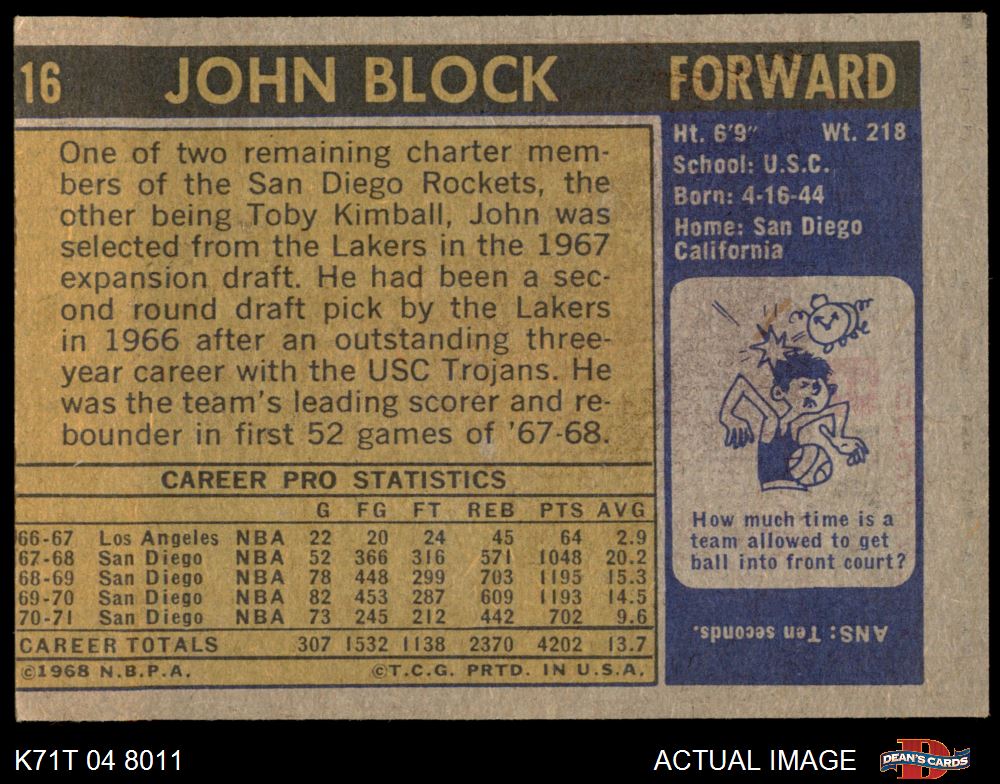 16 JOHN BLOCK FORWARD
One of two remaining charter mem-
bers of the San Diego Rockets, the
other being Toby Kimball, John was
selected from the Lakers in the 1967
expansion draft. He had been a sec-
ond round draft pick by the Lakers
in 1966 after an outstanding three-
year career with the USC Trojans. He
was the team's leading scorer and re-
bounder in first 52 games of '67-68.
CAREER PRO STATISTICS
G FG FT REB PTS AVG
66-67 Los Angeles NBA 22 20 24 45 64 2.9
67-68 San Diego NBA 52 366 316 571 1048 20.2
68-69 San Diego NBA 78 448 299 703 1195 15.3
69-70 San Diego NBA 82 453 287 609 1193 14.5
70-71 San Diego NBA 73 245 212 442 702 9.6
CAREER TOTALS 307 1532 1138 2370 4202 13.7
©1968 N.B.P.A. ©T.C.G. PRTD. IN U.S.A.
Ht. 6'9" Wt. 218
School: U.S.C.
Born: 4-16-44
Home: San Diego
California
How much time is a
team allowed to get
ball into front court?
ANS: Ten seconds.
K71T 04 8011 ACTUAL IMAGE DEAN'S CARDS